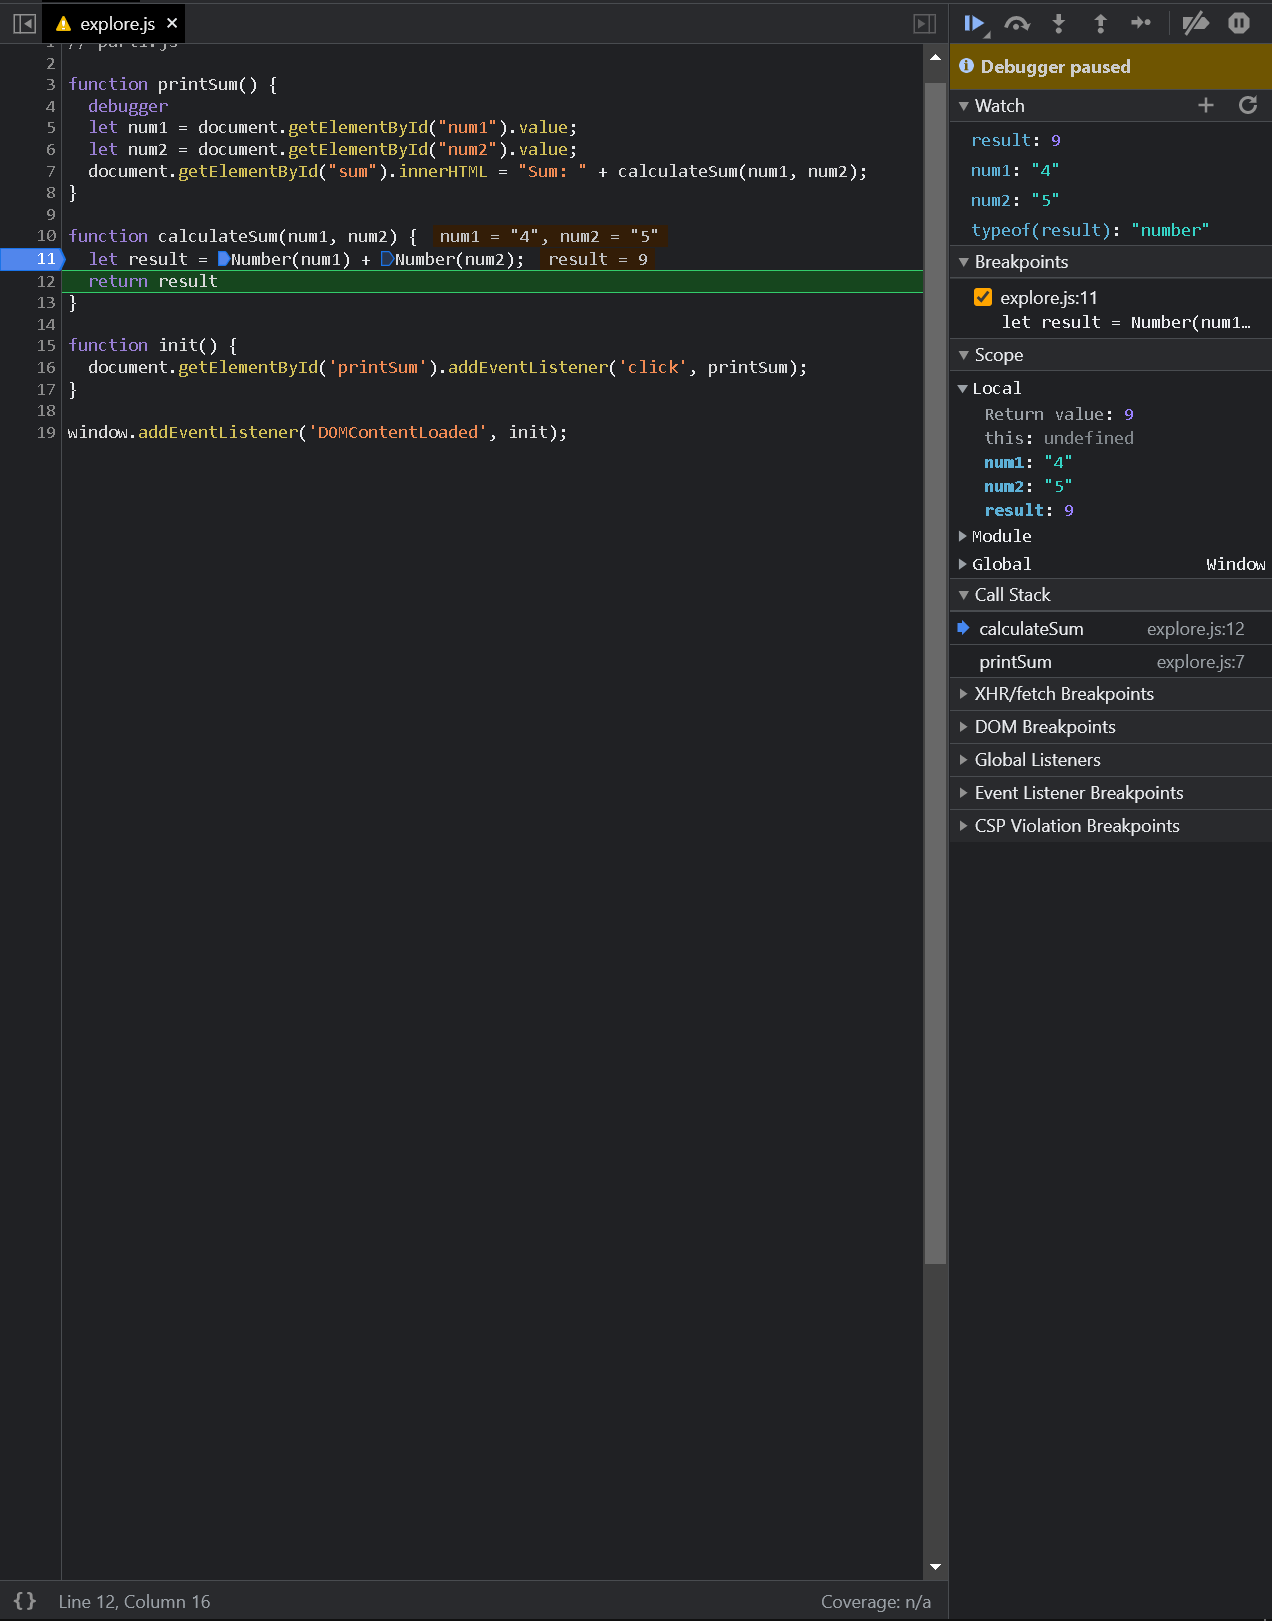 explore.js ×
1 // part1.js
2
3 function printSum() {
4 debugger
5 let num1 = document.getElementById("num1").value;
6 let num2 = document.getElementById("num2").value;
7 document.getElementById("sum").innerHTML = "Sum: " + calculateSum(num1, num2);
8 }
9
10 function calculateSum(num1, num2) { num1 = "4", num2 = "5"
11 let result = Number(num1) + Number(num2); result = 9
12 return result
13 }
14
15 function init() {
16 document.getElementById('printSum').addEventListener('click', printSum);
17 }
18
19 window.addEventListener('DOMContentLoaded', init);
{} Line 12, Column 16
Coverage: n/a
Debugger paused
Watch
result: 9
num1: "4"
num2: "5"
typeof(result): "number"
Breakpoints
explore.js:11
let result = Number(num1…
Scope
Local
Return value: 9
this: undefined
num1: "4"
num2: "5"
result: 9
Module
Global Window
Call Stack
calculateSum explore.js:12
printSum explore.js:7
XHR/fetch Breakpoints
DOM Breakpoints
Global Listeners
Event Listener Breakpoints
CSP Violation Breakpoints